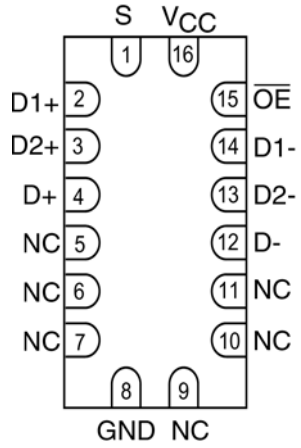 S VCC
1 16
D1+ 2 15 OE
D2+ 3 14 D1-
D+ 4 13 D2-
NC 5 12 D-
NC 6 11 NC
NC 7 10 NC
8 9
GND NC